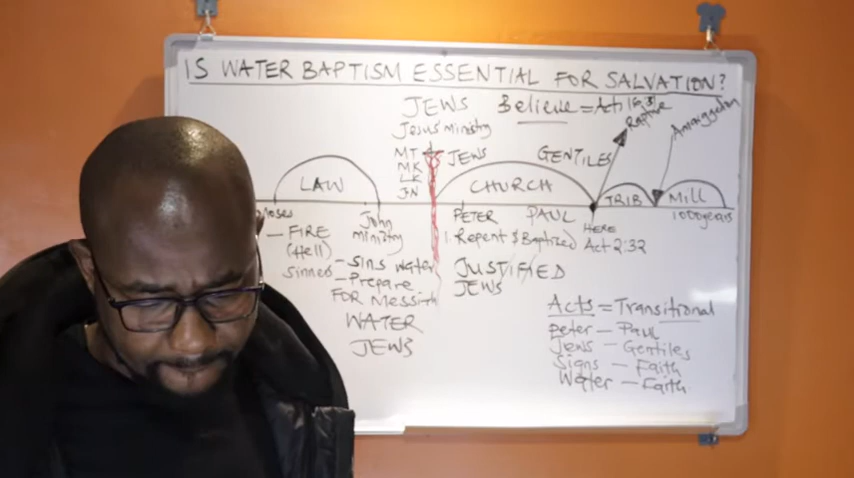 IS WATER BAPTISM ESSENTIAL FOR SALVATION?
JEWS
Believe = Act 16:31
Jesus' ministry
Rapture
Armaggedon
MT
MK
LK
JN
JEWS
GENTILES
LAW
CHURCH
TRIB
Mill
1000years
Moses
John
ministry
PETER
PAUL
HERE
Act 2:32
- FIRE
(Hell)
Sinned
1. Repent & Baptized
- Sins water
- Prepare
FOR Messiah
WATER
JEWS
JUSTIFIED
JEWS
Acts = Transitional
Peter - Paul
Jews - Gentiles
Signs - Faith
Water - Faith